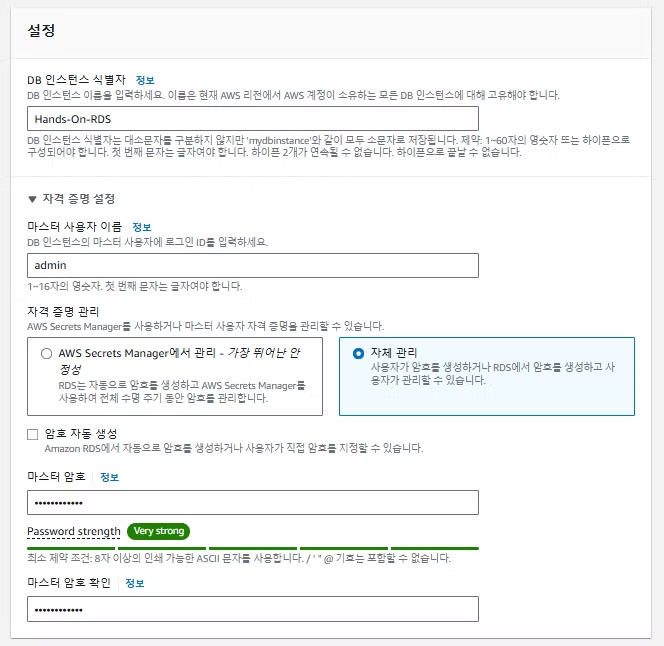 설정
DB 인스턴스 식별자 정보
DB 인스턴스 이름을 입력하세요. 이름은 현재 AWS 리전에서 AWS 계정이 소유하는 모든 DB 인스턴스에 대해 고유해야 합니다.
Hands-On-RDS
DB 인스턴스 식별자는 대소문자를 구분하지 않지만 'mydbinstance'와 같이 모두 소문자로 저장됩니다. 제약: 1~60자의 영숫자 또는 하이픈으로
구성되어야 합니다. 첫 번째 문자는 글자여야 합니다. 하이픈 2개가 연속될 수 없습니다. 하이픈으로 끝날 수 없습니다.
▼ 자격 증명 설정
마스터 사용자 이름 정보
DB 인스턴스의 마스터 사용자에 로그인 ID를 입력하세요.
admin
1~16자의 영숫자. 첫 번째 문자는 글자여야 합니다.
자격 증명 관리
AWS Secrets Manager를 사용하거나 마스터 사용자 자격 증명을 관리할 수 있습니다.
AWS Secrets Manager에서 관리 - 가장 뛰어난 안
정성
RDS는 자동으로 암호를 생성하고 AWS Secrets Manager를
사용하여 전체 수명 주기 동안 암호를 관리합니다.
자체 관리
사용자가 암호를 생성하거나 RDS에서 암호를 생성하고 사
용자가 관리할 수 있습니다.
암호 자동 생성
Amazon RDS에서 자동으로 암호를 생성하거나 사용자가 직접 암호를 지정할 수 있습니다.
마스터 암호 정보
••••••••••••
Password strength Very strong
최소 제약 조건: 8자 이상의 인쇄 가능한 ASCII 문자를 사용합니다. / ' " @ 기호는 포함할 수 없습니다.
마스터 암호 확인 정보
••••••••••••